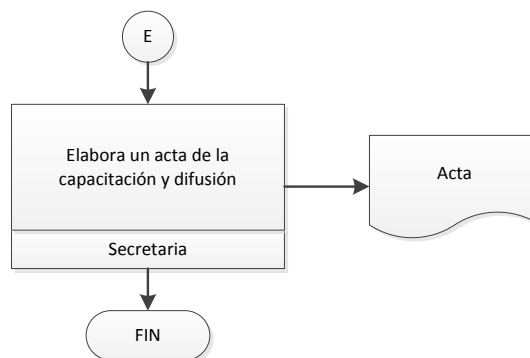 E
Elabora un acta de la
capacitación y difusión
Acta
Secretaria
FIN